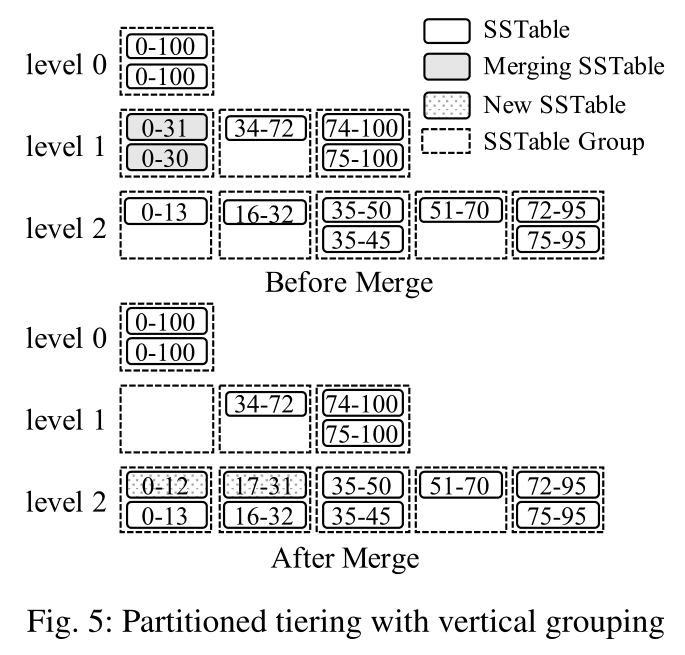 level 0
0-100
0-100
SSTable
Merging SSTable
New SSTable
SSTable Group
level 1
0-31
0-30
34-72
74-100
75-100
level 2
0-13
16-32
35-50
35-45
51-70
72-95
75-95
Before Merge
level 0
0-100
0-100
level 1
34-72
74-100
75-100
level 2
0-12
0-13
17-31
16-32
35-50
35-45
51-70
72-95
75-95
After Merge
Fig. 5: Partitioned tiering with vertical grouping